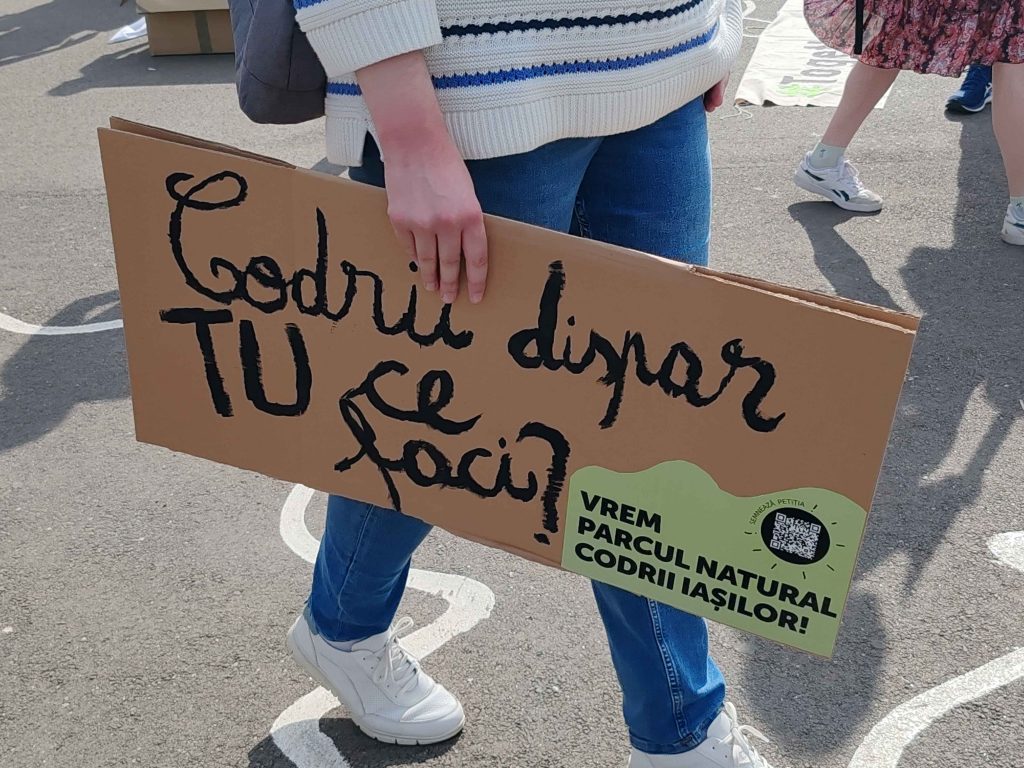 Codrii dispar
TU ce
faci?
SEMNEAZĂ PETIȚIA
VREM
PARCUL NATURAL
CODRII IAȘILOR!